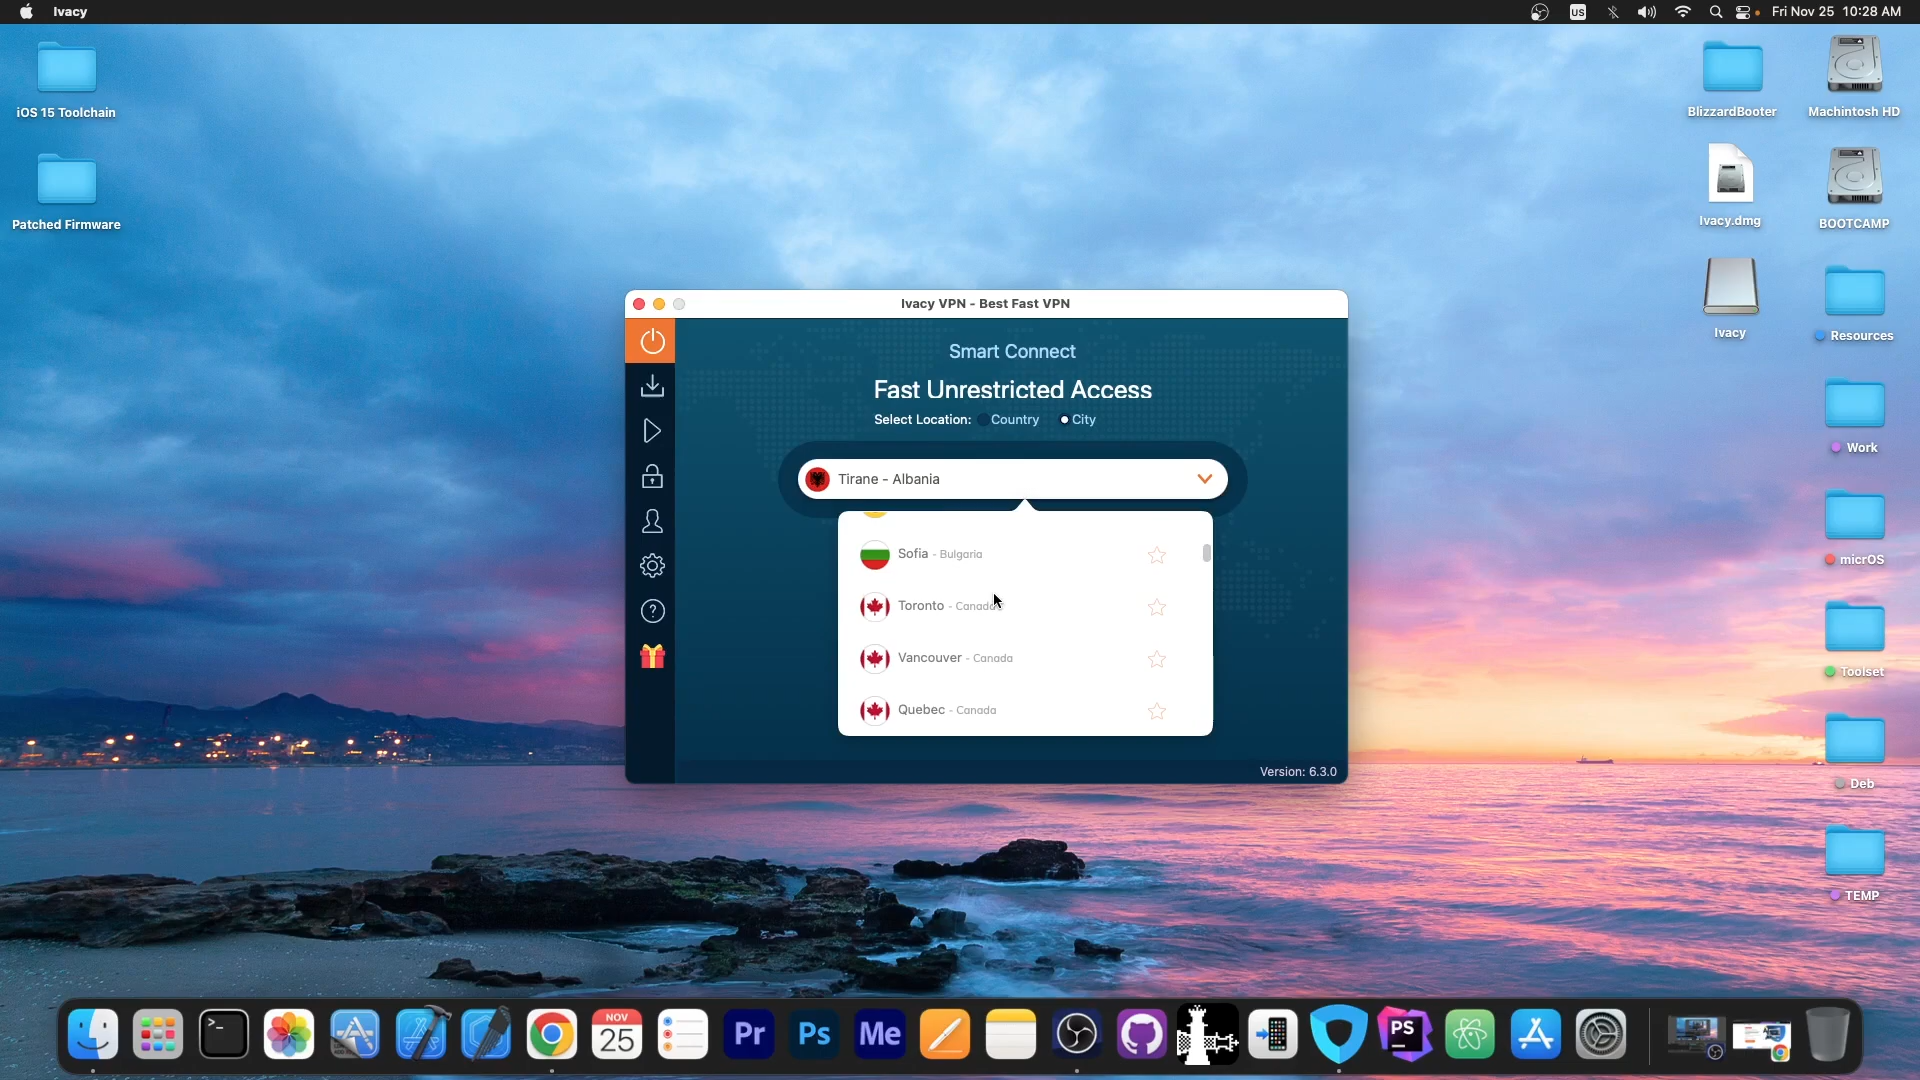 Ivacy
US
Fri Nov 25 10:28 AM
iOS 15 Toolchain
Patched Firmware
BlizzardBooter
Machintosh HD
Ivacy.dmg
BOOTCAMP
Ivacy
Resources
Work
micrOS
Toolset
Deb
TEMP
Ivacy VPN - Best Fast VPN
Smart Connect
Fast Unrestricted Access
Select Location: Country City
Tirane - Albania
Sofia - Bulgaria
Toronto - Canada
Vancouver - Canada
Quebec - Canada
Version: 6.3.0
NOV
25
Pr
Ps
Me
PS